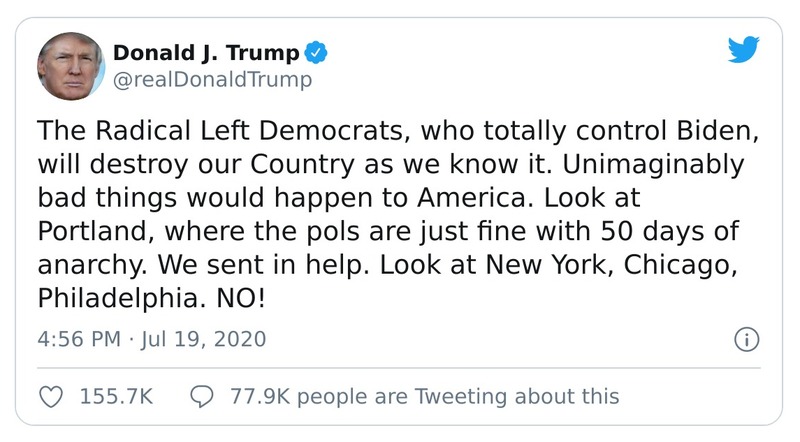 Donald J. Trump
@realDonaldTrump
The Radical Left Democrats, who totally control Biden,
will destroy our Country as we know it. Unimaginably
bad things would happen to America. Look at
Portland, where the pols are just fine with 50 days of
anarchy. We sent in help. Look at New York, Chicago,
Philadelphia. NO!
4:56 PM · Jul 19, 2020
155.7K 77.9K people are Tweeting about this